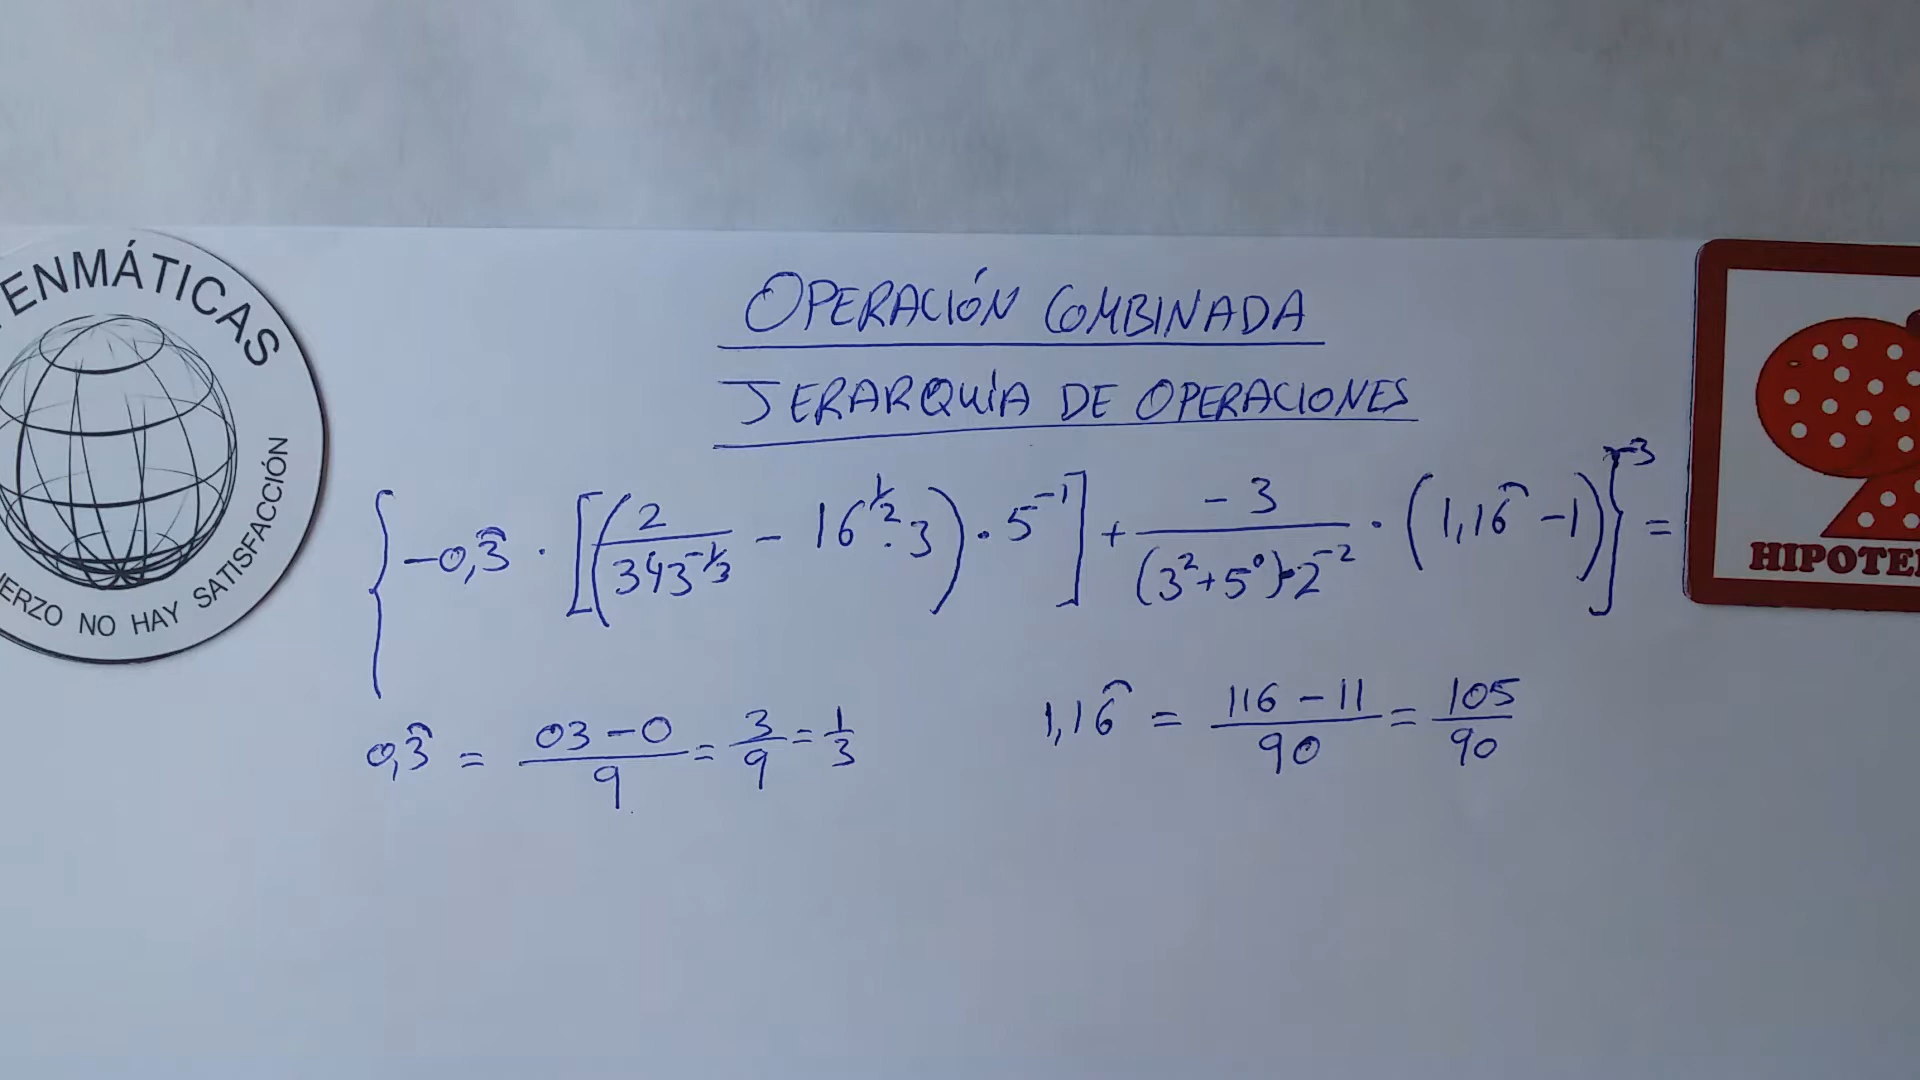 ENMÁTICAS
ERZO NO HAY SATISFACCIÓN
OPERACIÓN COMBINADA
JERARQUÍA DE OPERACIONES
{-0,3̂ · [(2/343^(-1/3) - 16^(1/2) · 3) · 5^(-1)] + -3/((3²+5⁰)·2^(-2)) · (1,16̂ - 1)}^(-3) =
HIPOTE
0,3̂ = (03-0)/9 = 3/9 = 1/3
1,16̂ = (116-11)/90 = 105/90